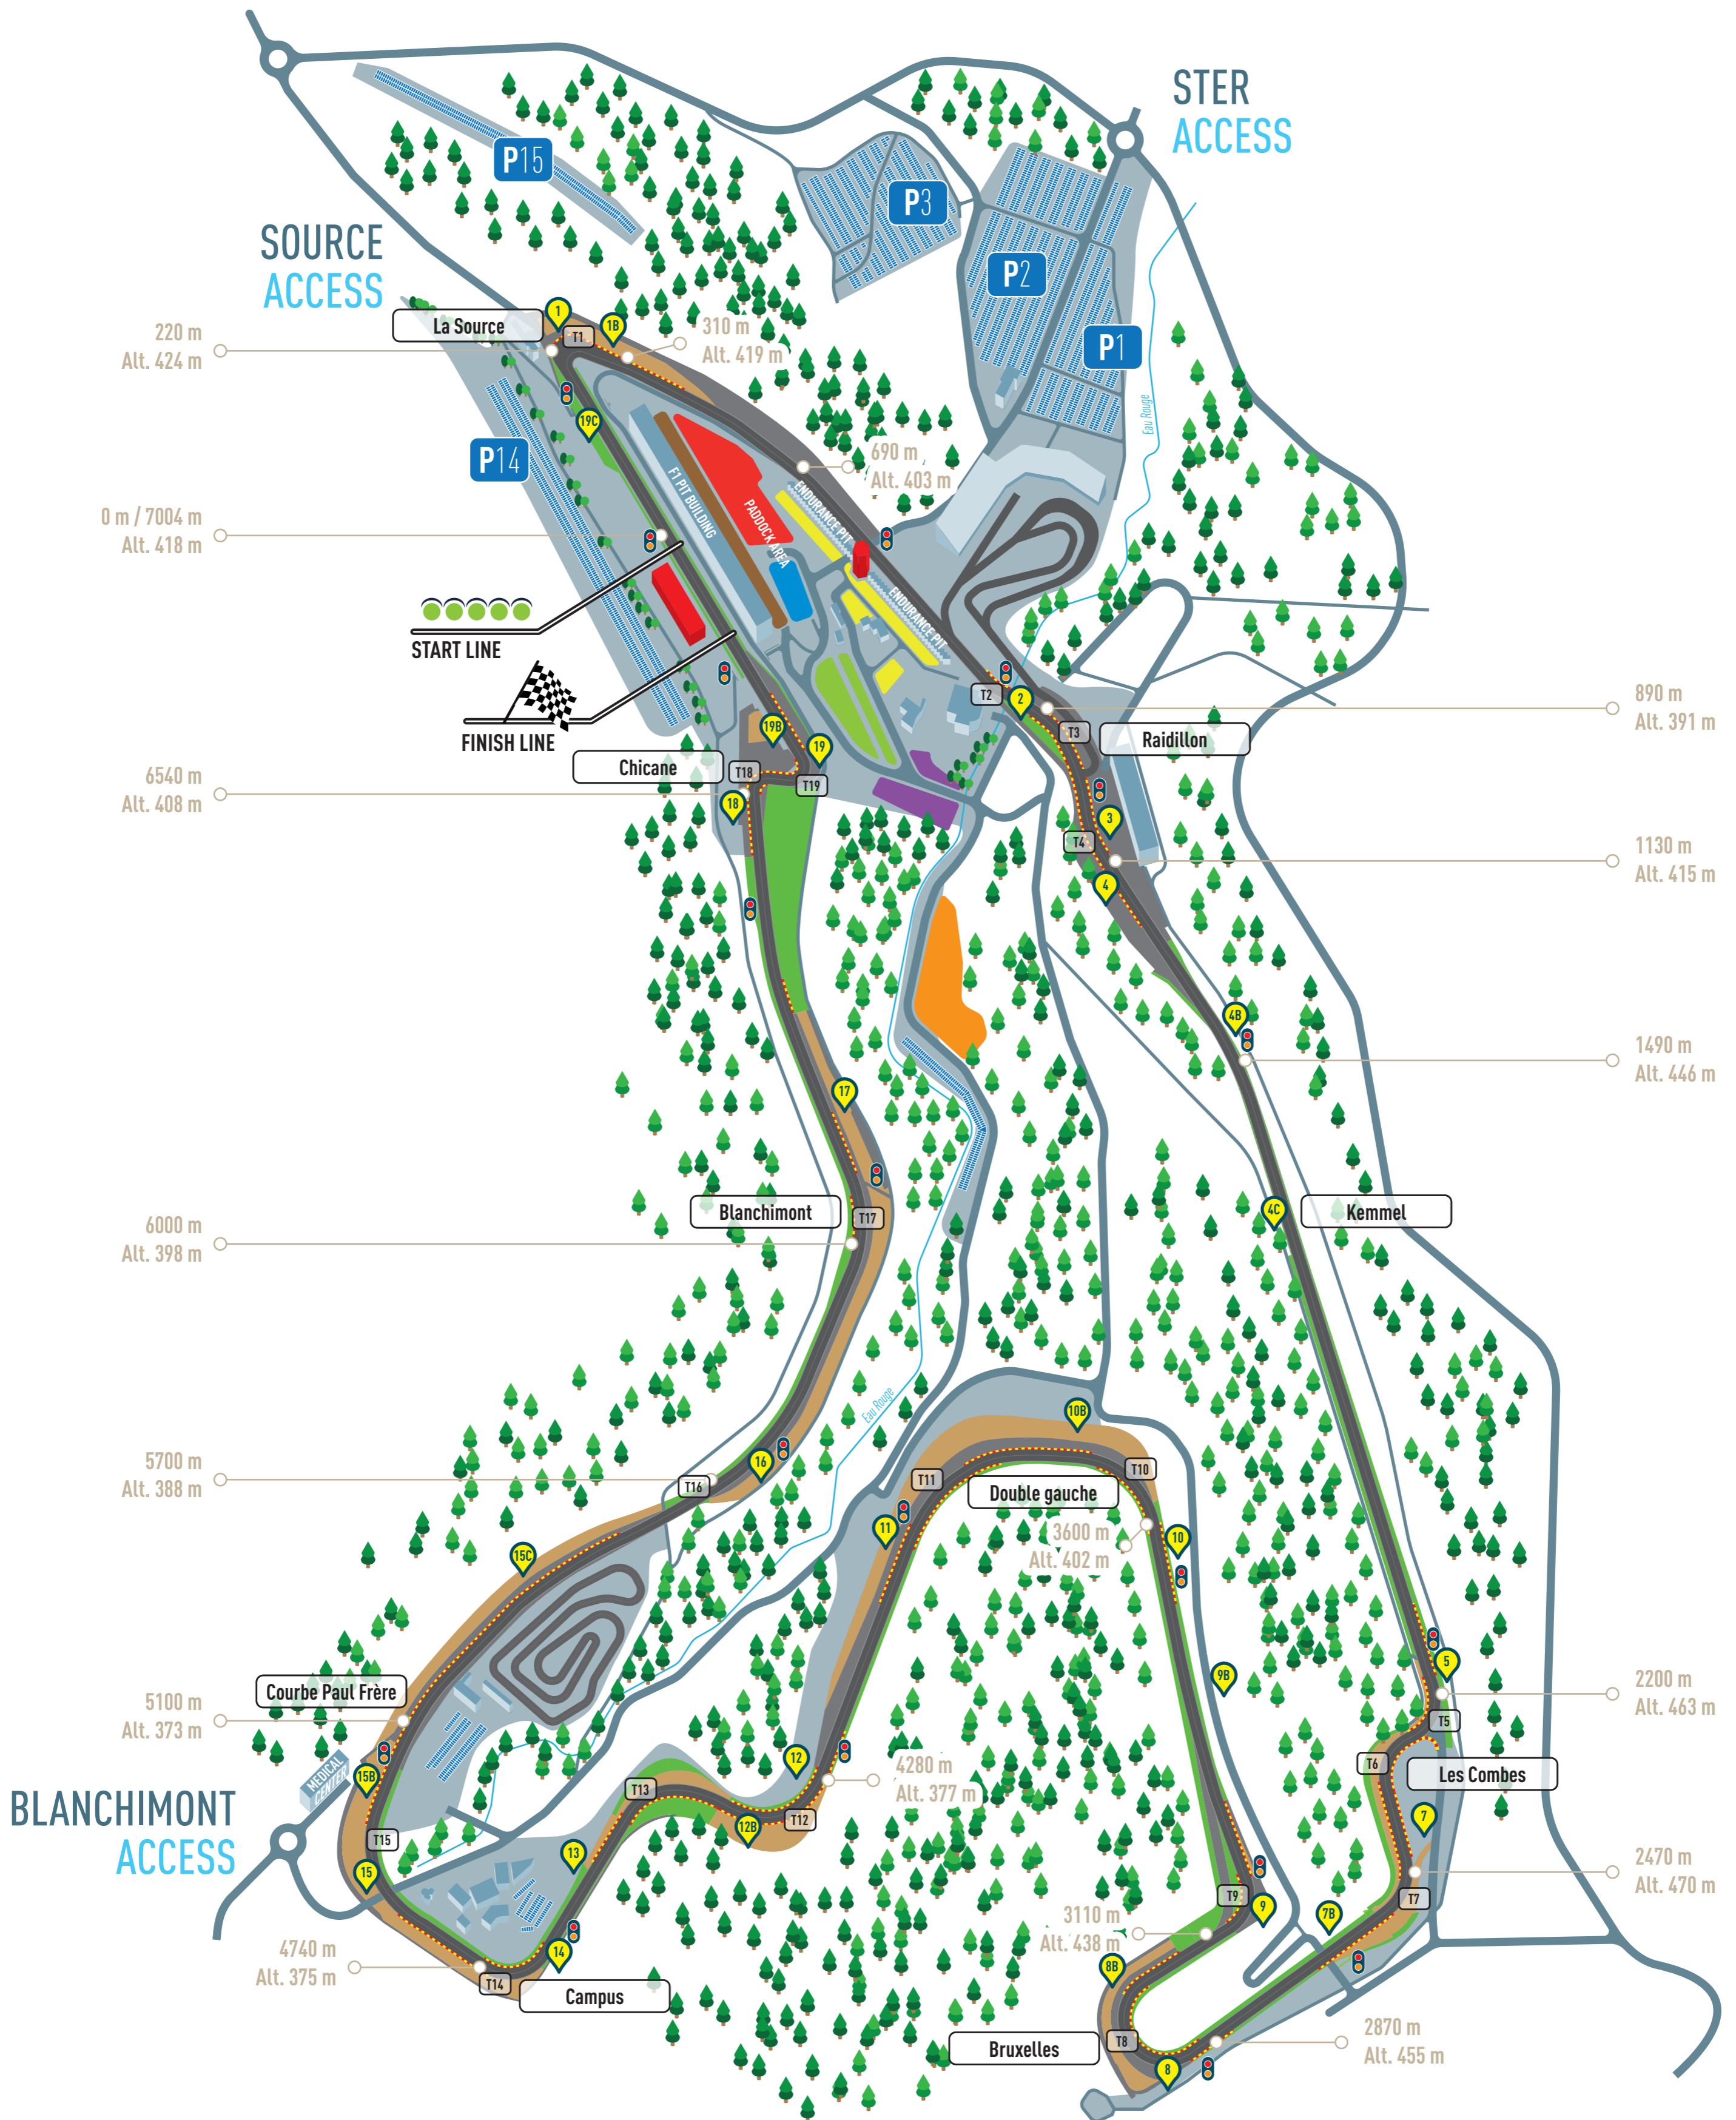 STER
ACCESS
P15
P3
P2
P1
SOURCE
ACCESS
La Source
1
T1
1B
310 m
Alt. 419 m
220 m
Alt. 424 m
19C
P14
Eau Rouge
690 m
Alt. 403 m
F1 PIT BUILDING
PADDOCK AREA
ENDURANCE PIT
ENDURANCE PIT
0 m / 7004 m
Alt. 418 m
START LINE
FINISH LINE
T2
2
T3
890 m
Alt. 391 m
Raidillon
19B
19
Chicane
T18
T19
18
6540 m
Alt. 408 m
3
T4
4
1130 m
Alt. 415 m
4B
1490 m
Alt. 446 m
17
Blanchimont
T17
4C
Kemmel
6000 m
Alt. 398 m
Eau Rouge
10B
5700 m
Alt. 388 m
T16
16
T11
T10
Double gauche
11
3600 m
Alt. 402 m
10
15C
5
9B
Courbe Paul Frère
5100 m
Alt. 373 m
2200 m
Alt. 463 m
T5
T6
Les Combes
MEDICAL
CENTER
15B
12
4280 m
Alt. 377 m
T13
T12
12B
7
BLANCHIMONT
ACCESS
T15
15
13
2470 m
Alt. 470 m
T7
T9
9
7B
3110 m
Alt. 438 m
8B
14
4740 m
Alt. 375 m
T14
Campus
Bruxelles
T8
8
2870 m
Alt. 455 m